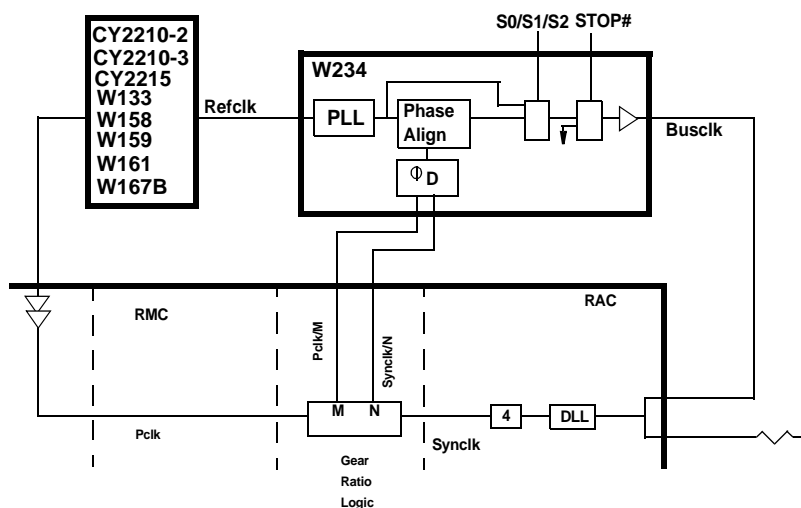 S0/S1/S2 STOP#
CY2210-2
CY2210-3
CY2215
W133
W158
W159
W161
W167B
Refclk
W234
PLL
Phase
Align
Φ D
Busclk
RMC
RAC
Pclk/M
Synclk/N
M N
4
DLL
Pclk
Synclk
Gear
Ratio
Logic